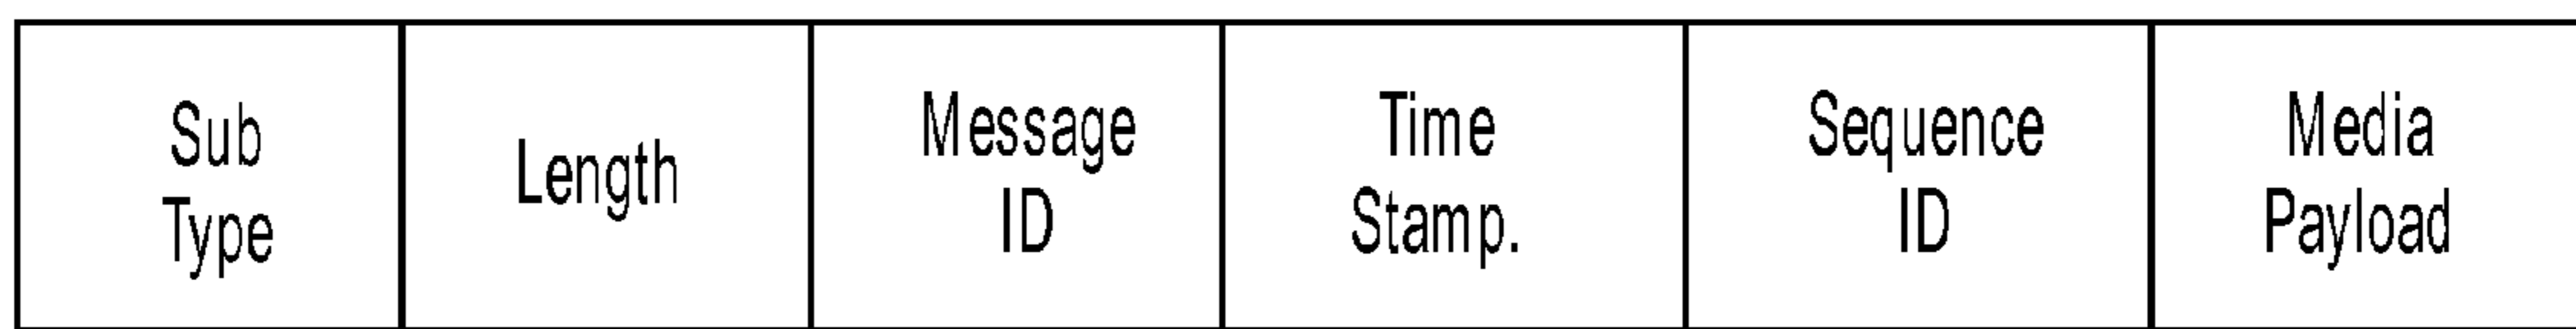 Sub
Type
Length
Message
ID
Time
Stamp.
Sequence
ID
Media
Payload